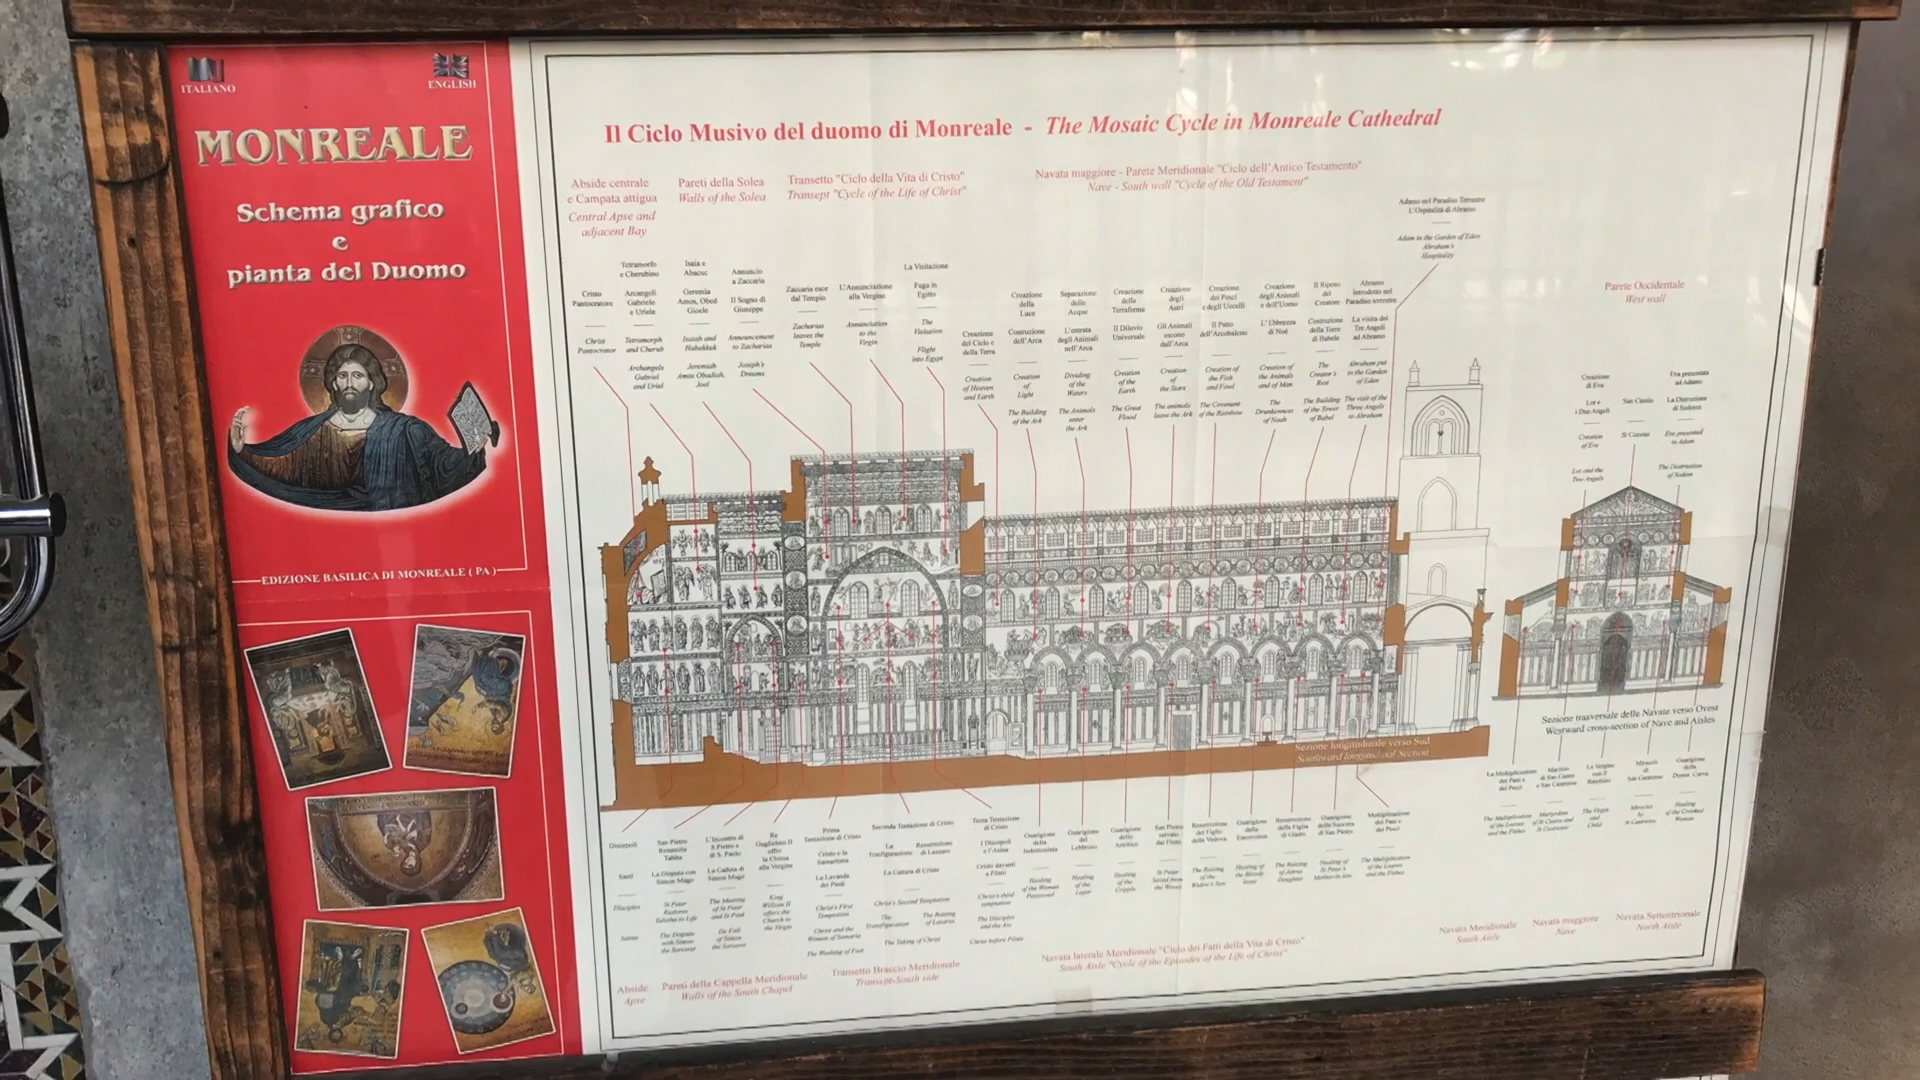 ITALIANO
ENGLISH
MONREALE
Schema grafico
e
pianta del Duomo
EDIZIONE BASILICA DI MONREALE ( PA )
Il Ciclo Musivo del duomo di Monreale - The Mosaic Cycle in Monreale Cathedral
Abside centrale
e Campata attigua
Central Apse and
adjacent Bay
Pareti della Solea
Walls of the Solea
Transetto "Ciclo della Vita di Cristo"
Transept "Cycle of the Life of Christ"
Navata maggiore - Parete Meridionale "Ciclo dell'Antico Testamento"
Nave - South wall "Cycle of the Old Testament"
Adamo nel Paradiso Terrestre
L'Ospitalità di Abramo
Adam in the Garden of Eden
Abraham's
Hospitality
Parete Occidentale
West wall
Cristo
Pantocratore
Christ
Pantocrator
Tetramorfo
e Cherubino
Arcangeli
Gabriele
e Uriele
Tetramorph
and Cherub
Archangels
Gabriel
and Uriel
Isaia e
Abacuc
Geremia
Amos, Obed
Gioele
Isaiah and
Habakkuk
Jeremiah
Amos Obadiah,
Joel
Annuncio
a Zaccaria
Il Sogno di
Giuseppe
Announcement
to Zacharias
Joseph's
Dreams
Zaccaria esce
dal Tempio
Zacharias
leaves the
Temple
L'Annunciazione
alla Vergine
Annunciation
to the
Virgin
La Visitazione
Fuga in
Egitto
The
Visitation
Flight
into Egypt
Creazione
del Cielo e
della Terra
Creation
of Heaven
and Earth
Creazione
della
Luce
Costruzione
dell'Arca
Creation
of
Light
The Building
of the Ark
Separazione
delle
Acque
L'entrata
degli Animali
nell'Arca
Dividing
of the
Waters
The Animals
enter
the Ark
Creazione
della
Terraferma
Il Diluvio
Universale
Creation
of the
Earth
The Great
Flood
Creazione
degli
Astri
Gli Animali
escono
dall'Arca
Creation
of
the Stars
The animals
leave the Ark
Creazione
dei Pesci
e degli Uccelli
Il Patto
dell'Arcobaleno
Creation of
the Fish
and Fowl
The Covenant
of the Rainbow
Creazione
degli Animali
e dell'Uomo
L'Ebbrezza
di Noè
Creation of
the Animals
and of Man
The
Drunkenness
of Noah
Il Riposo
del
Creatore
Costruzione
della Torre
di Babele
The
Creator's
Rest
The Building
of the Tower
of Babel
Abramo
introdotto nel
Paradiso terrestre
La visita dei
Tre Angeli
ad Abramo
Abraham put
in the Garden
of Eden
The visit of the
Three Angels
to Abraham
Creazione
di Eva
Lot e
i Due Angeli
Creation
of Eve
Lot and the
Two Angels
San Casto
St Castus
Eva presentata
ad Adamo
La Distruzione
di Sodoma
Eve presented
to Adam
The Destruction
of Sodom
Sezione longitudinale verso Sud
Southward longitudinal Section
Sezione trasversale delle Navate verso Ovest
Westward cross-section of Nave and Aisles
Discepoli
Santi
Disciples
Saints
San Pietro
Resuscita
Tabita
La Disputa con
Simon Mago
St Peter
Restores
Tabitha to Life
The Dispute
with Simon
the Sorcerer
L'Incontro di
S.Pietro e
di S. Paolo
La Caduta di
Simon Mago
The Meeting
of St Peter
and St Paul
De Fall
of Simon
the Sorcerer
Re
Guglielmo II
offre
la Chiesa
alla Vergine
King
William II
offers the
Church to
the Virgin
Prima
Tentazione di Cristo
Cristo e la
Samaritana
La Lavanda
dei Piedi
Christ's First
Temptation
Christ and the
Woman of Samaria
The Washing of Feet
Seconda Tentazione di Cristo
La
Trasfigurazione
Resurrezione
di Lazzaro
La Cattura di Cristo
Christ's Second Temptation
The
Transfiguration
The Raising
of Lazarus
The Taking of Christ
Terza Tentazione
di Cristo
I Discepoli
e l'Asina
Cristo davanti
a Pilato
Christ's third
temptation
The Disciples
and the Ass
Christ before Pilate
Guarigione
della
Indemoniata
Healing
of the Woman
Possessed
Guarigione
del
Lebbroso
Healing
of the
Leper
Guarigione
dello
Healing
of the
Cripple
San Pietro
salvato
dai Flutti
St Peter
Saved from
the Waves
Resurrezione
del Figlio
della Vedova
The Raising
of the
Widow's Son
Guarigione
della
Healing of
Resurrezione
della Figlia
di Giairo
The Raising
of Jairus
Daughter
Guarigione
della Suocera
di San Pietro
Healing of
St Peter's
Mother-in-law
Moltiplicazione
dei Pani e
dei Pesci
The Multiplication
of the Loaves
and the Fishes
La Moltiplicazione
dei Pani e
dei Pesci
The Multiplication
of the Loaves
and the Fishes
Martirio
di San Casto
e San Cassio
La Vergine
con il
Bambino
The Virgin
and
Child
Miracoli
di
Miracles
by
Guarigione
della
Donna Curva
Healing
of the Crooked
Woman
Abside
Apse
Pareti della Cappella Meridionale
Walls of the South Chapel
Transetto Braccio Meridionale
Transept-South side
Navata laterale Meridionale "Ciclo dei Fatti della Vita di Cristo"
South Aisle "Cycle of the Episodes of the Life of Christ"
Navata Meridionale
South Aisle
Navata maggiore
Nave
Navata Settentrionale
North Aisle